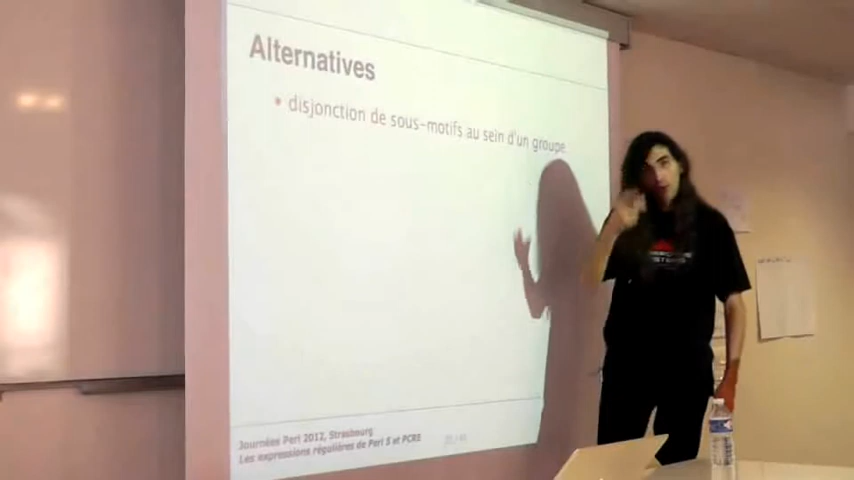 Alternatives
• disjonction de sous-motifs au sein d'un groupe
Journées Perl 2012, Strasbourg
Les expressions régulières de Perl 5 et PCRE